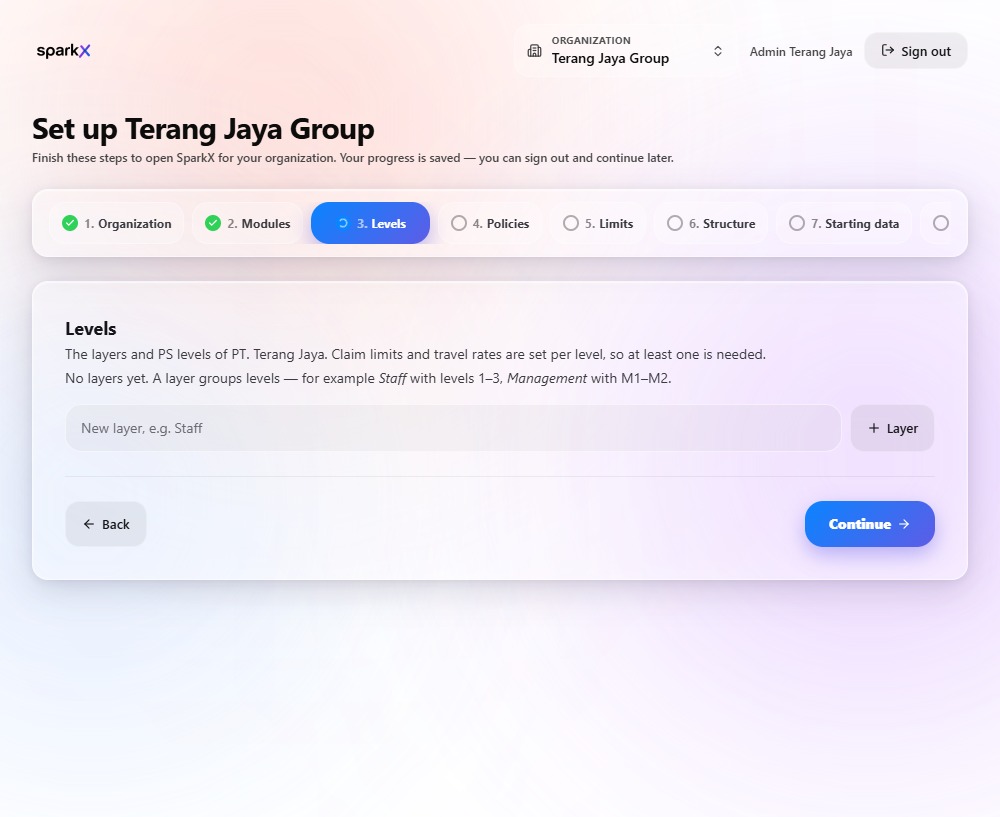 sparkX
ORGANIZATION
Terang Jaya Group
Admin Terang Jaya
Sign out
Set up Terang Jaya Group
Finish these steps to open SparkX for your organization. Your progress is saved — you can sign out and continue later.
1. Organization
2. Modules
3. Levels
4. Policies
5. Limits
6. Structure
7. Starting data
Levels
The layers and PS levels of PT. Terang Jaya. Claim limits and travel rates are set per level, so at least one is needed.
No layers yet. A layer groups levels — for example Staff with levels 1–3, Management with M1–M2.
New layer, e.g. Staff
+ Layer
← Back
Continue →